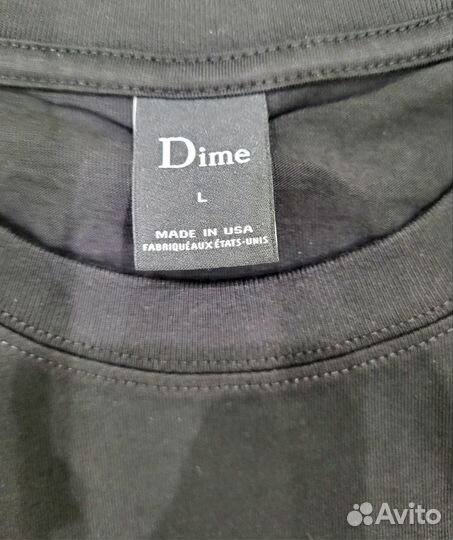 Dime
L
MADE IN USA
FABRIQUÉAUX ÉTATS-UNIS
Avito